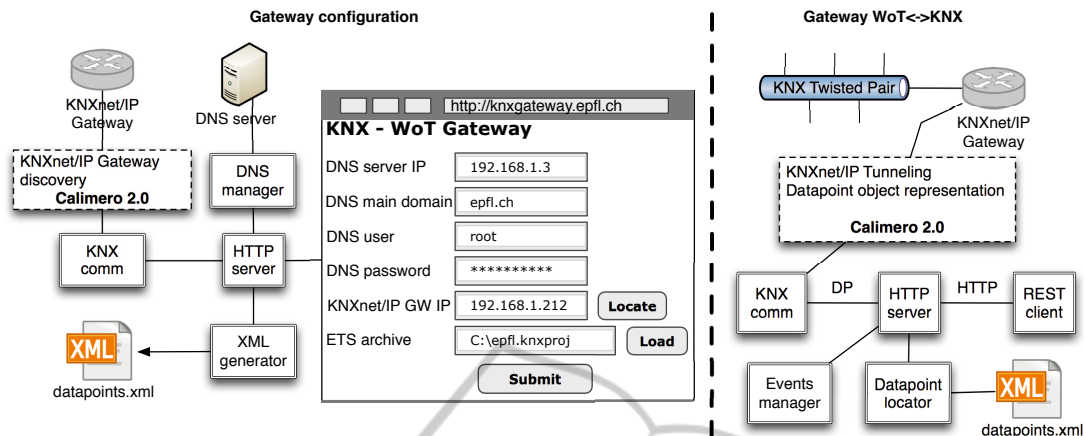 Gateway configuration
KNXnet/IP
Gateway
DNS server
KNXnet/IP Gateway
discovery
Calimero 2.0
DNS
manager
KNX
comm
HTTP
server
XML
generator
XML
datapoints.xml
http://knxgateway.epfl.ch
KNX - WoT Gateway
DNS server IP 192.168.1.3
DNS main domain epfl.ch
DNS user root
DNS password **********
KNXnet/IP GW IP 192.168.1.212 Locate
ETS archive C:\epfl.knxproj Load
Submit
Gateway WoT<->KNX
KNX Twisted Pair
KNXnet/IP
Gateway
KNXnet/IP Tunneling
Datapoint object representation
Calimero 2.0
KNX
comm
DP
HTTP
server
HTTP
REST
client
Events
manager
Datapoint
locator
XML
datapoints.xml